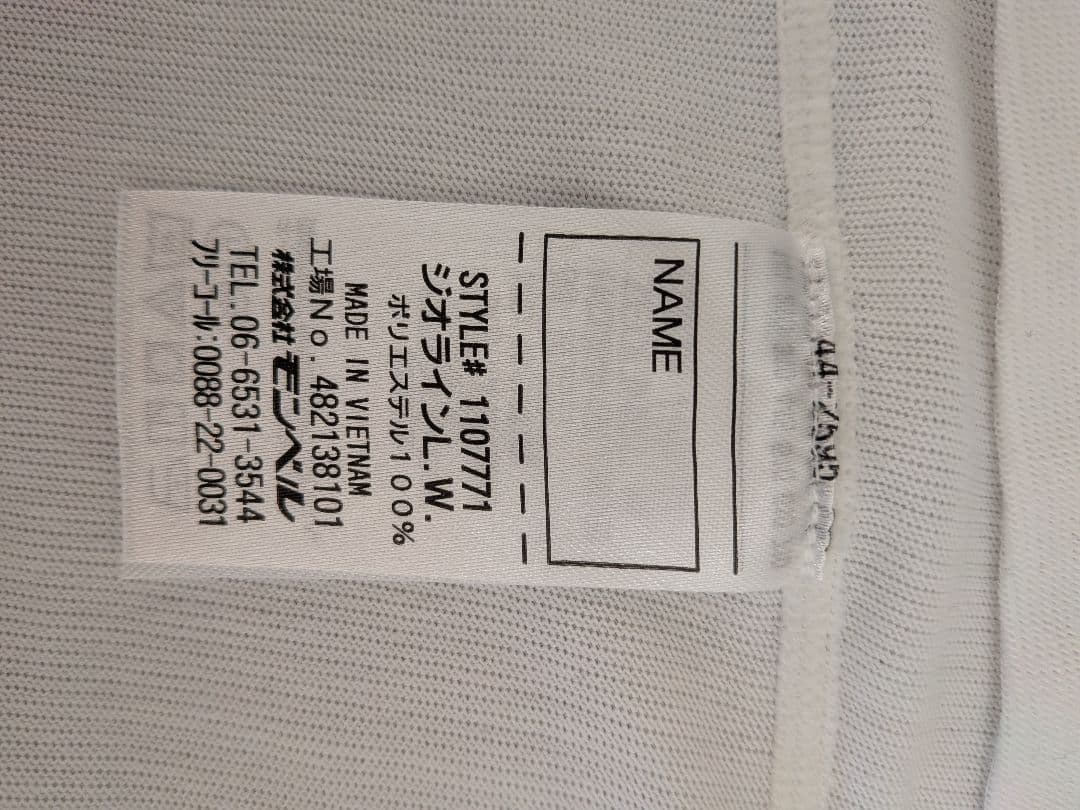 NAME
STYLE# 1107771
ジオラインL.W.
ポリエステル100%
MADE IN VIETNAM
工場No. 482138101
株式会社モンベル
TEL.06-6531-3544
フリーコール:0088-22-0031